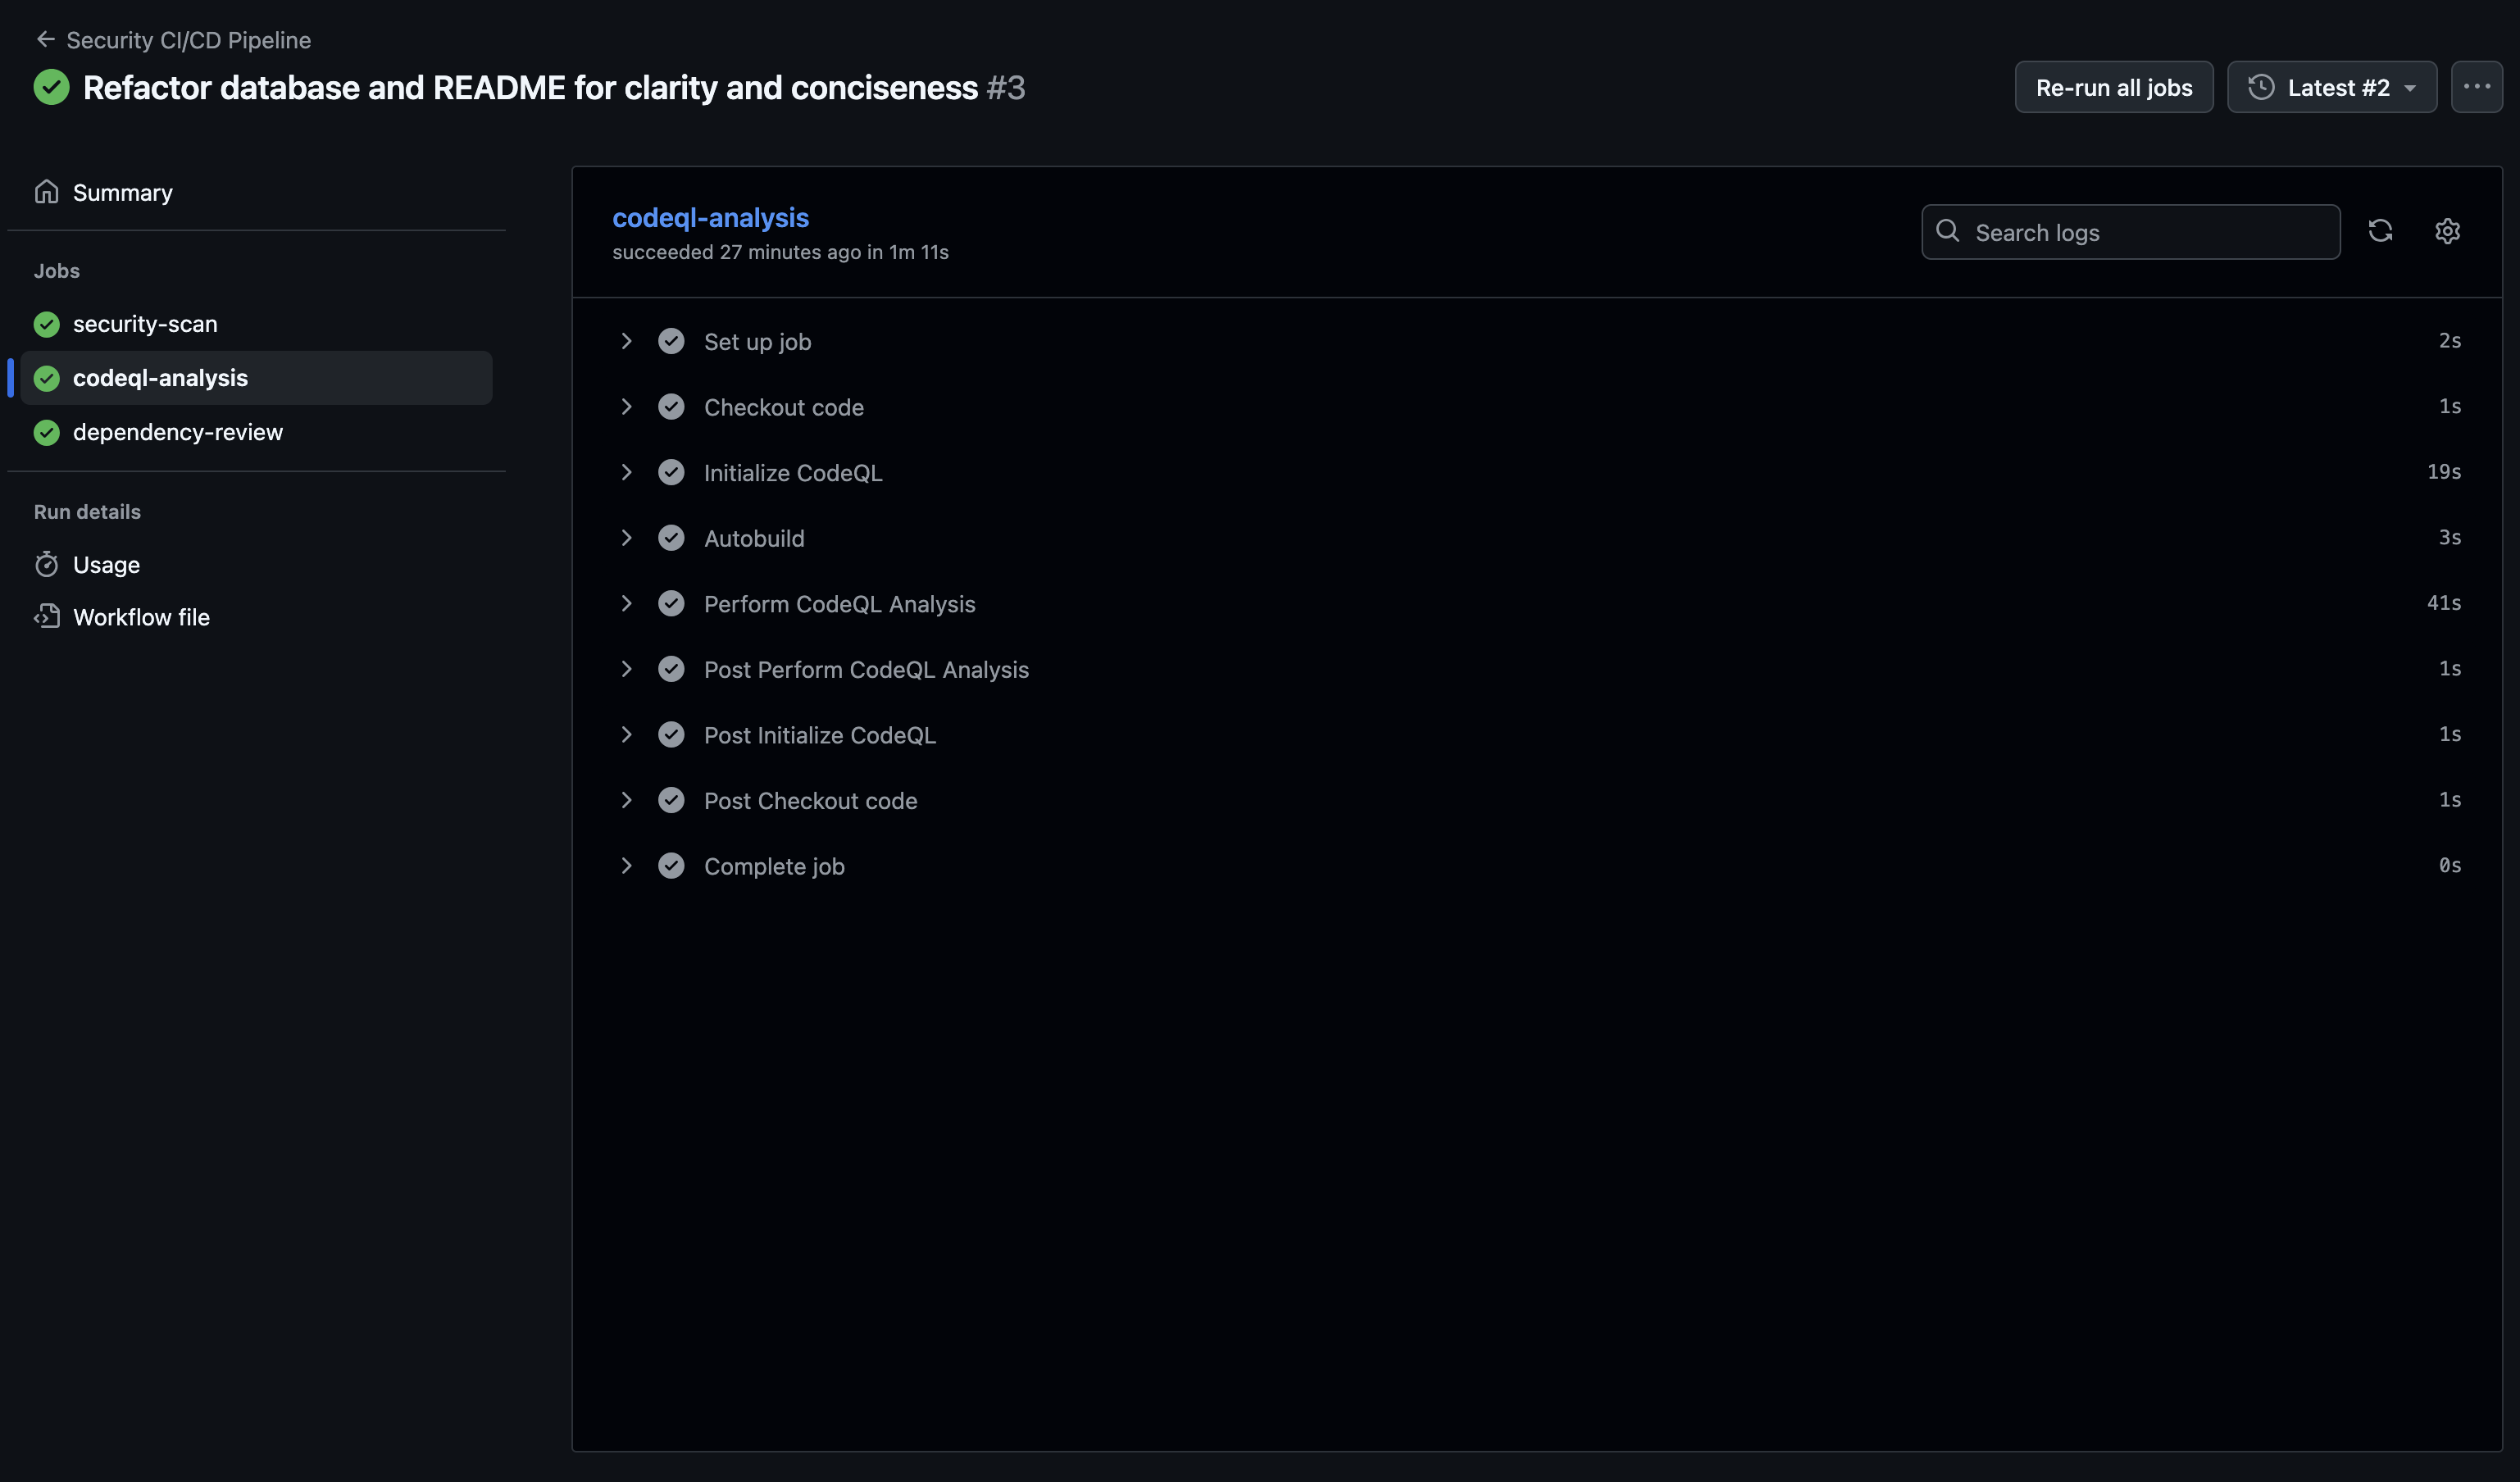 Security CI/CD Pipeline
Refactor database and README for clarity and conciseness #3
Re-run all jobs
Latest #2
Summary
Jobs
security-scan
codeql-analysis
dependency-review
Run details
Usage
Workflow file
codeql-analysis
succeeded 27 minutes ago in 1m 11s
Search logs
Set up job 2s
Checkout code 1s
Initialize CodeQL 19s
Autobuild 3s
Perform CodeQL Analysis 41s
Post Perform CodeQL Analysis 1s
Post Initialize CodeQL 1s
Post Checkout code 1s
Complete job 0s